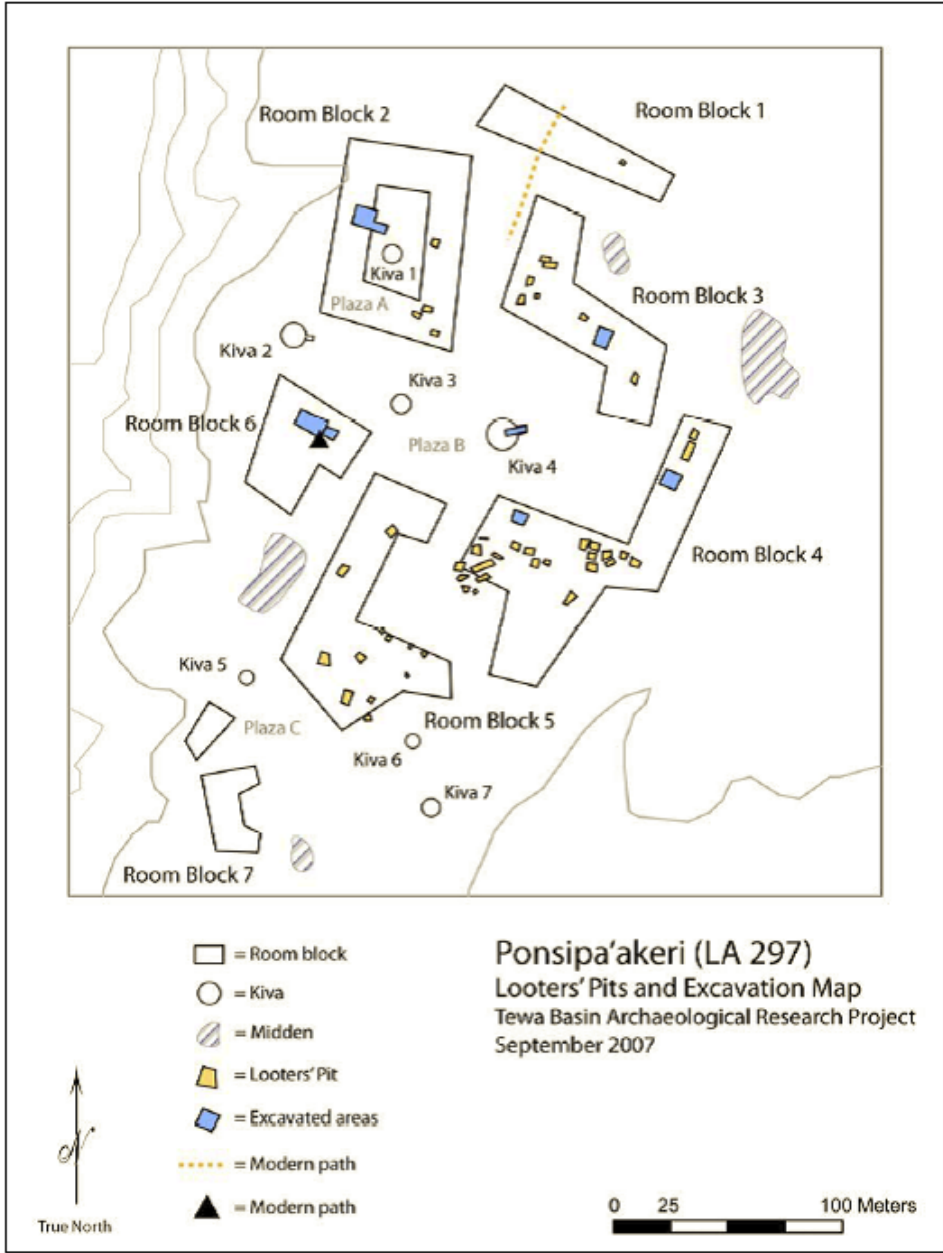 Room Block 1
Room Block 2
Kiva 1
Plaza A
Room Block 3
Kiva 2
Kiva 3
Room Block 6
Plaza B
Kiva 4
Room Block 4
Kiva 5
Plaza C
Room Block 5
Kiva 6
Kiva 7
Room Block 7
= Room block
= Kiva
= Midden
= Looters' Pit
= Excavated areas
= Modern path
= Modern path
Ponsipa'akeri (LA 297)
Looters' Pits and Excavation Map
Tewa Basin Archaeological Research Project
September 2007
N
True North
0 25 100 Meters